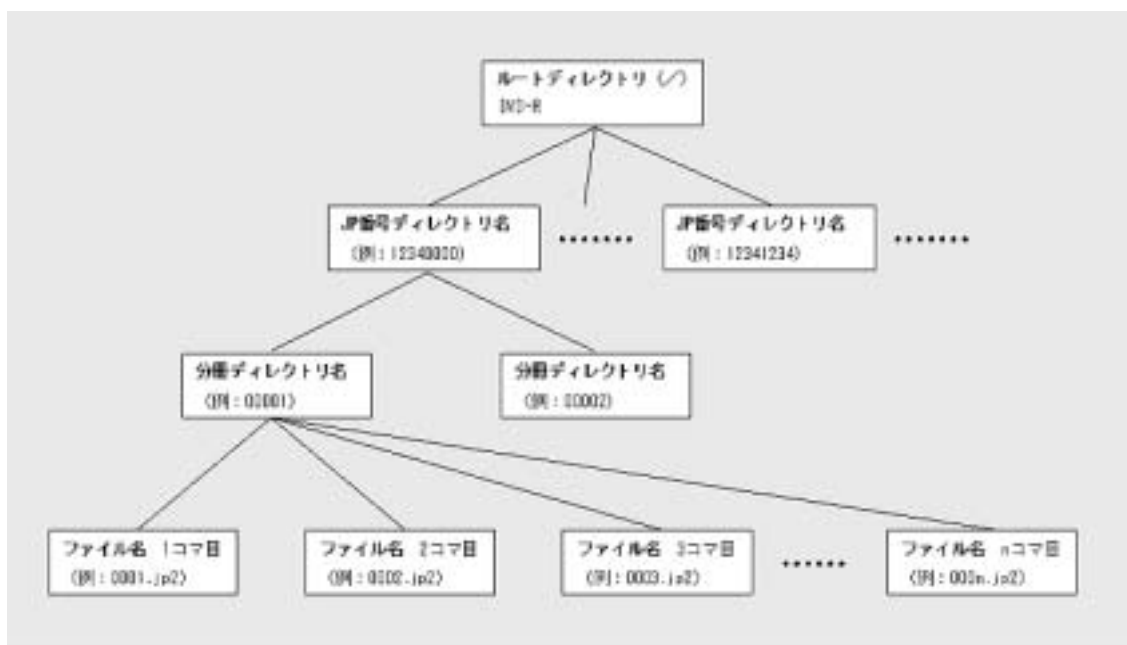 ルートディレクトリ (／)
DVD-R
JP番号ディレクトリ名
(例：12340000)
・・・・・・・
JP番号ディレクトリ名
(例：12341234)
・・・・・・・
分冊ディレクトリ名
(例：00001)
分冊ディレクトリ名
(例：00002)
ファイル名 1コマ目
(例：0001.jp2)
ファイル名 2コマ目
(例：0002.jp2)
ファイル名 3コマ目
(例：0003.jp2)
・・・・・・
ファイル名 nコマ目
(例：000n.jp2)